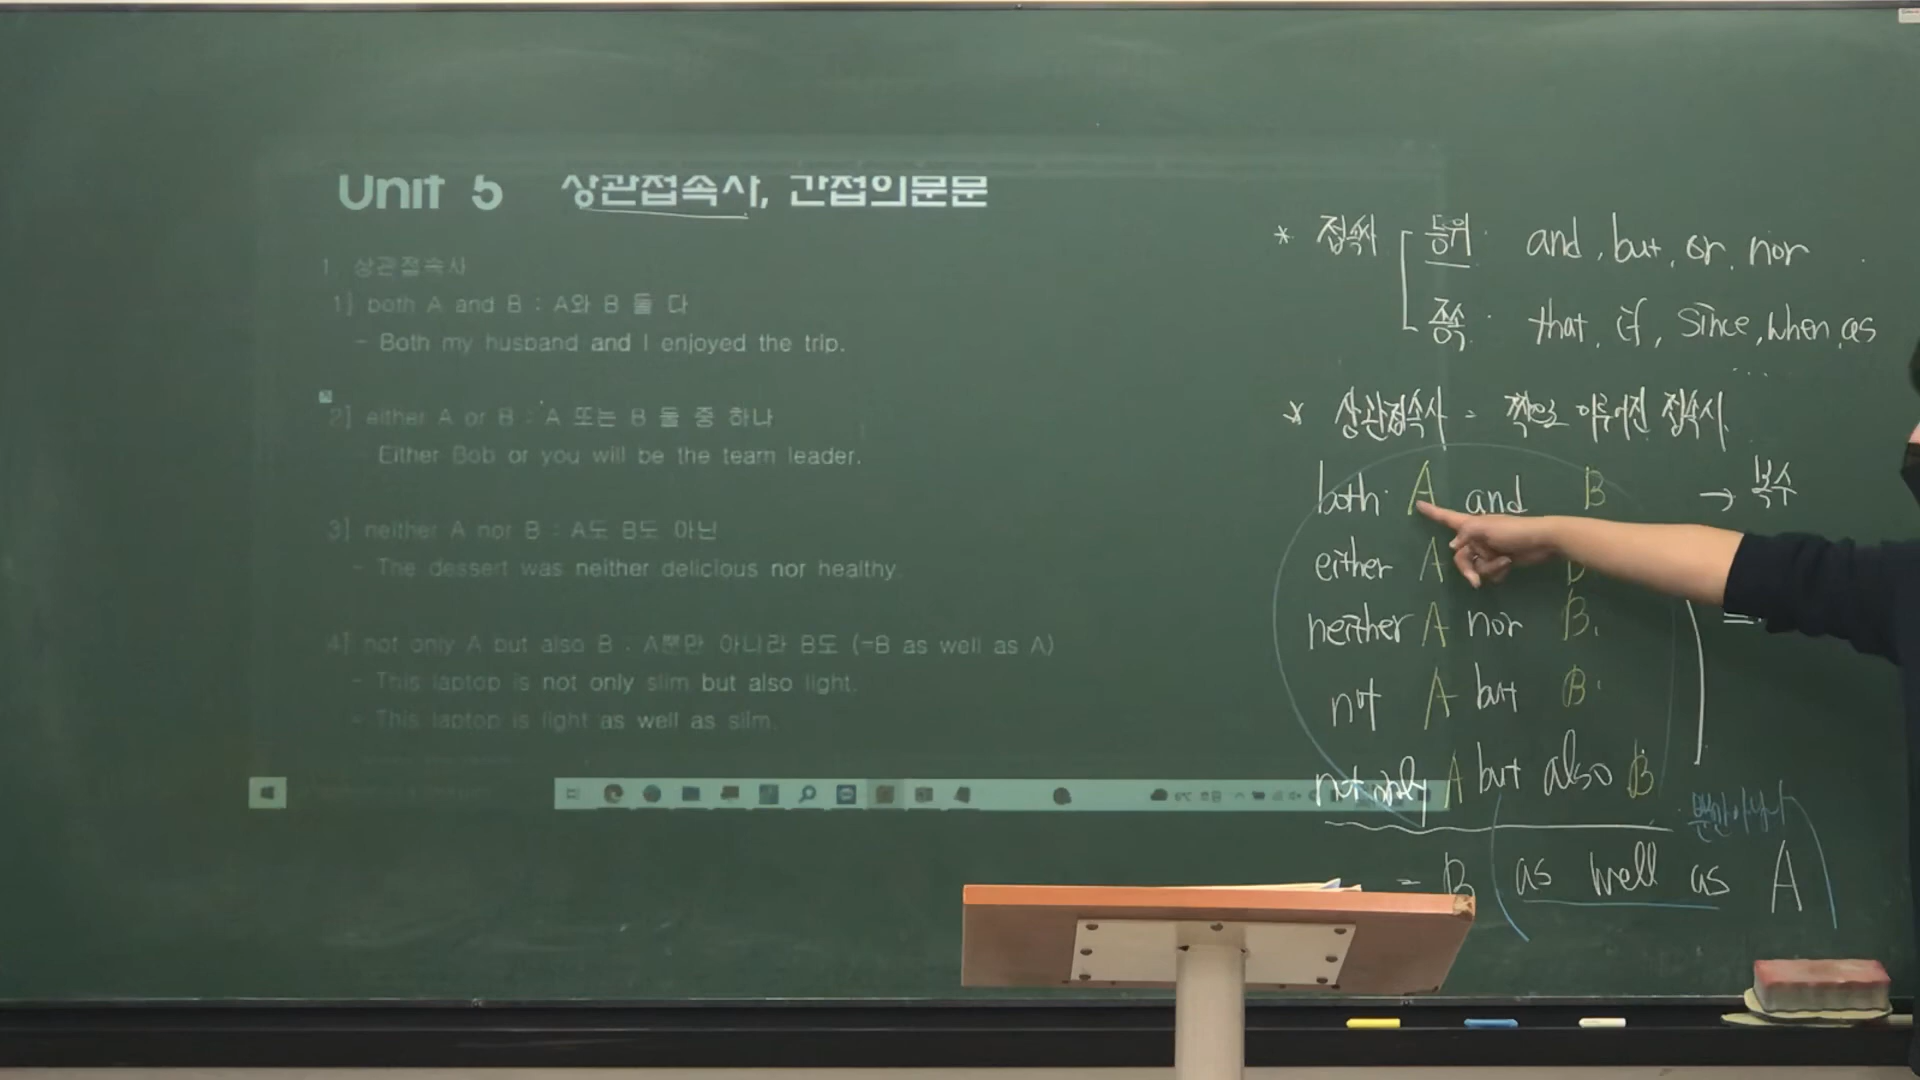 Unit 5 상관접속사, 간접의문문
1. 상관접속사
1] both A and B : A와 B 둘 다
- Both my husband and I enjoyed the trip.
2] either A or B : A 또는 B 둘 중 하나
- Either Bob or you will be the team leader.
3] neither A nor B : A도 B도 아닌
- The dessert was neither delicious nor healthy.
4] not only A but also B : A뿐만 아니라 B도 (=B as well as A)
- This laptop is not only slim but also light.
= This laptop is light as well as slim.
* 접속사 등위. and, but, or, nor
종속. that, if, since, when, as
...
* 상관접속사 = 짝으로 이루어진 접속사
both A and B → 복수
either A
neither A nor B.
not A but B.
not only A but also B
뿐만아니라
= B as well as A